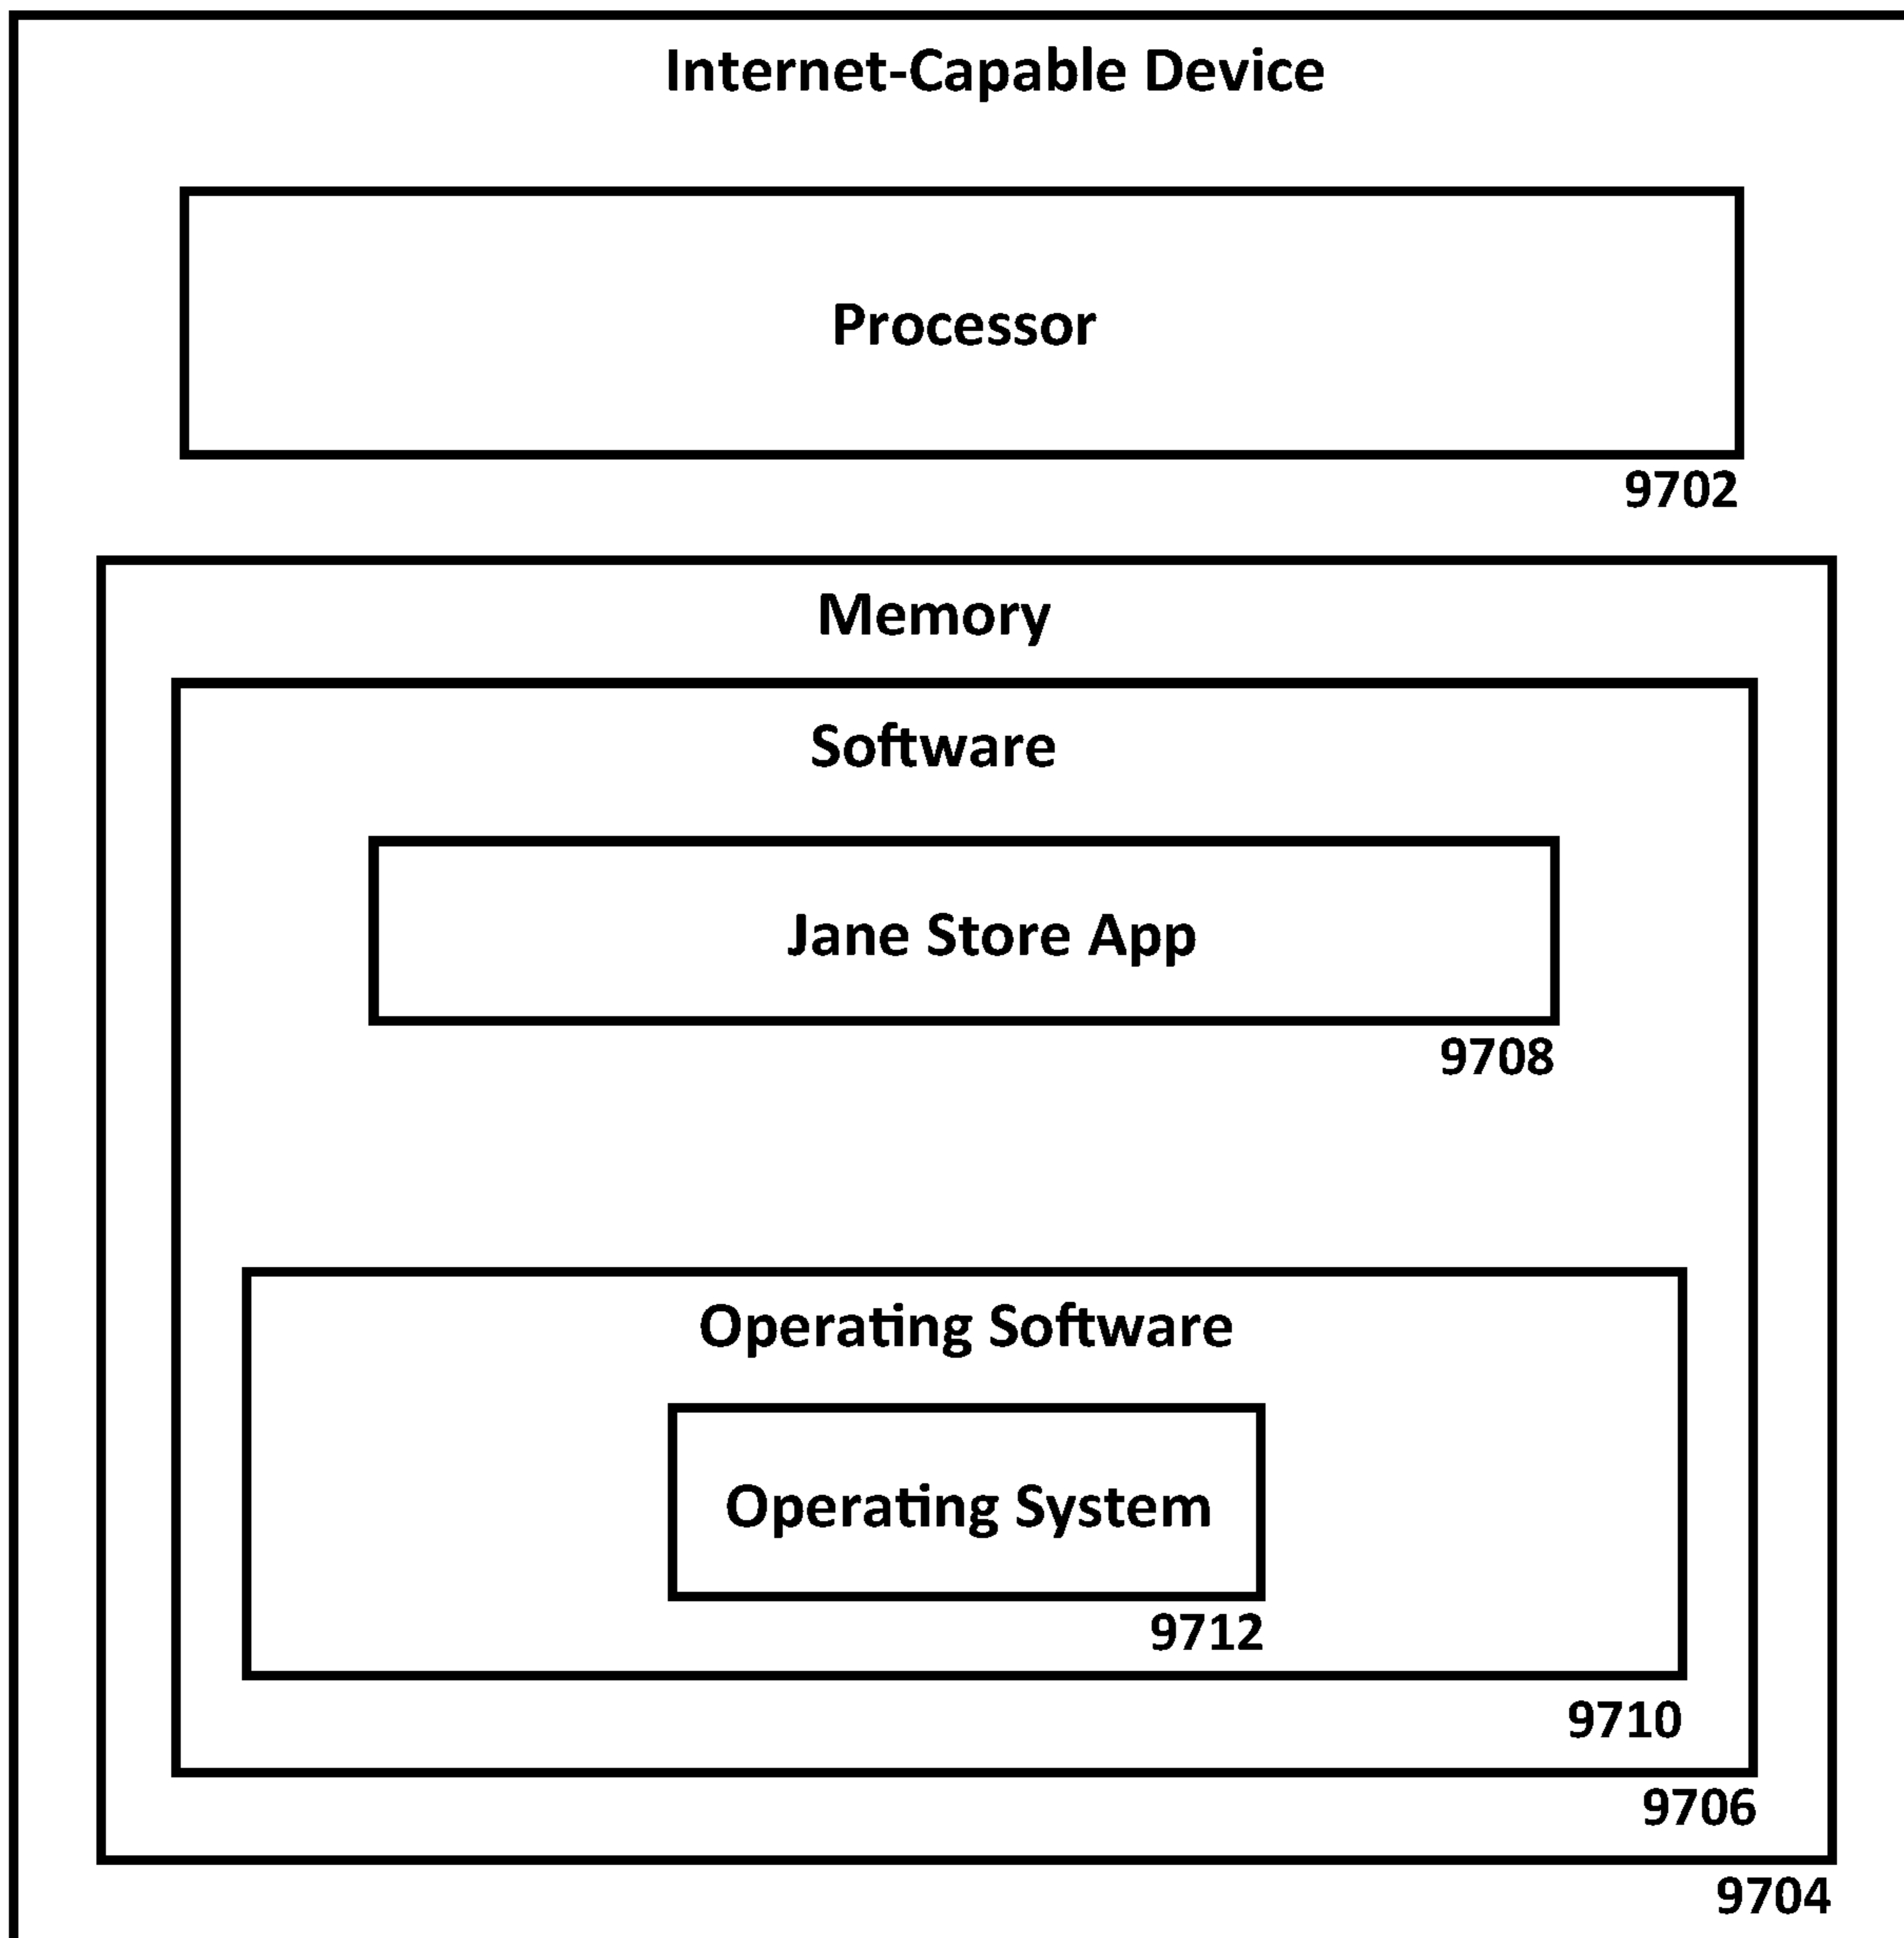 Internet-Capable Device
Processor
9702
Memory
Software
Jane Store App
9708
Operating Software
Operating System
9712
9710
9706
9704